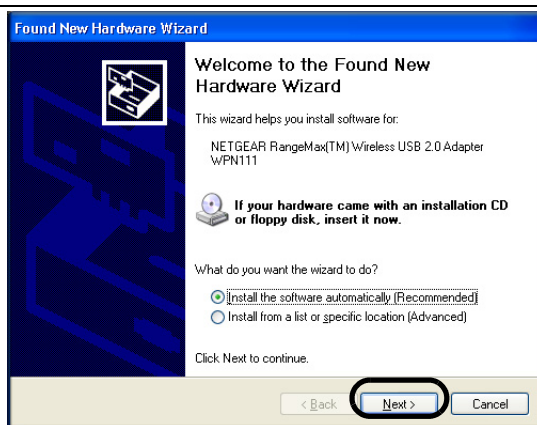 Found New Hardware Wizard
Welcome to the Found New
Hardware Wizard
This wizard helps you install software for:
NETGEAR RangeMax(TM) Wireless USB 2.0 Adapter
WPN111
If your hardware came with an installation CD
or floppy disk, insert it now.
What do you want the wizard to do?
Install the software automatically (Recommended)
Install from a list or specific location (Advanced)
Click Next to continue.
< Back Next > Cancel